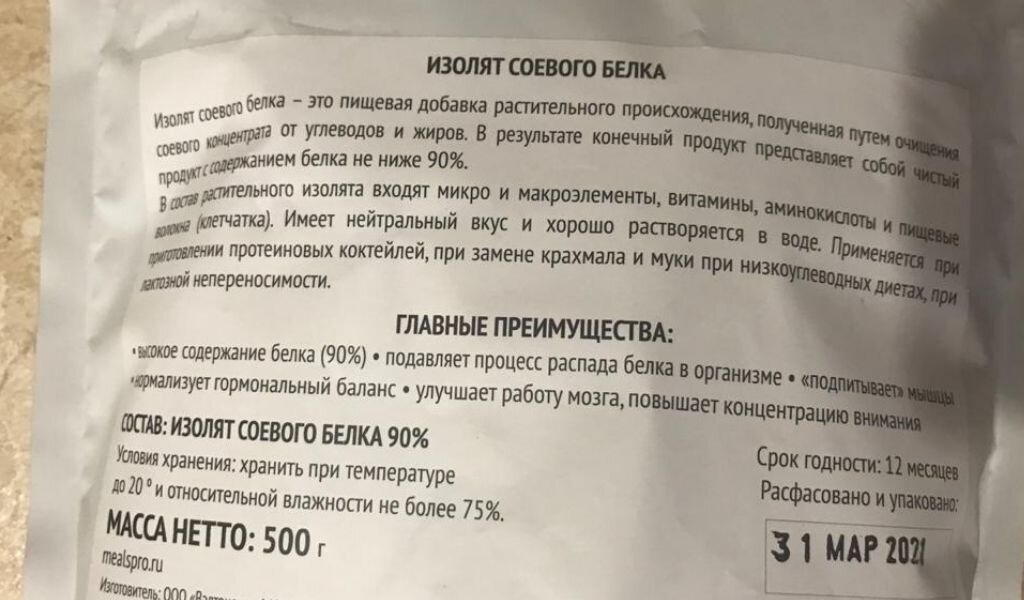 ИЗОЛЯТ СОЕВОГО БЕЛКА
Изолят соевого белка – это пищевая добавка растительного происхождения, полученная путем очищения
соевого концентрата от углеводов и жиров. В результате конечный продукт представляет собой чистый
продукт с содержанием белка не ниже 90%.
В состав растительного изолята входят микро и макроэлементы, витамины, аминокислоты и пищевые
волокна (клетчатка). Имеет нейтральный вкус и хорошо растворяется в воде. Применяется при
приготовлении протеиновых коктейлей, при замене крахмала и муки при низкоуглеводных диетах, при
лактозной непереносимости.
ГЛАВНЫЕ ПРЕИМУЩЕСТВА:
• высокое содержание белка (90%) • подавляет процесс распада белка в организме • «подпитывает» мышцы
• нормализует гормональный баланс • улучшает работу мозга, повышает концентрацию внимания
СОСТАВ: ИЗОЛЯТ СОЕВОГО БЕЛКА 90%
Условия хранения: хранить при температуре
до 20 ° и относительной влажности не более 75%.
МАССА НЕТТО: 500 г
mealspro.ru
Изготовитель: ООО
Срок годности: 12 месяцев
Расфасовано и упаковано:
31 МАР 2021